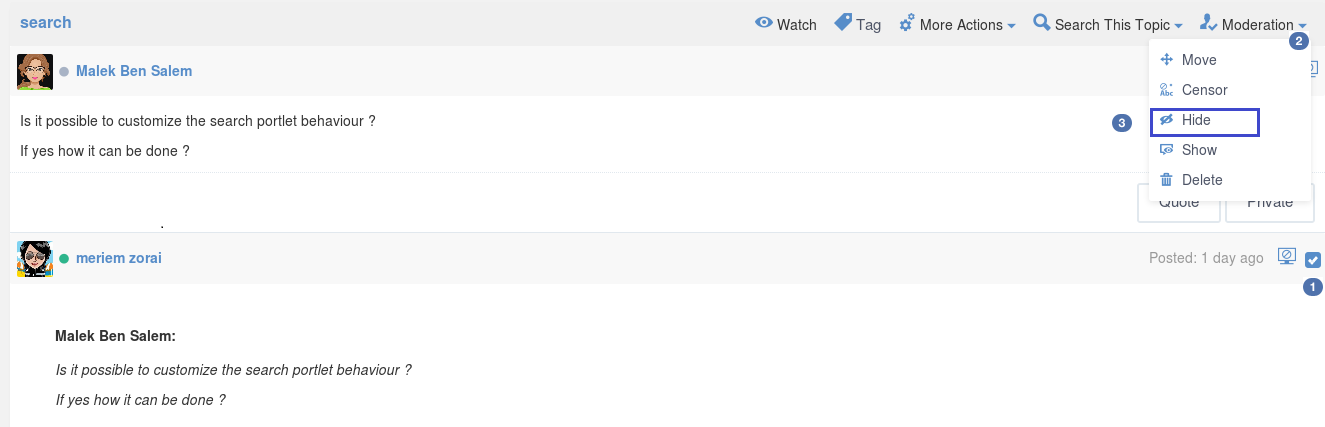 search Watch Tag More Actions Search This Topic Moderation
2
Malek Ben Salem
Move
Censor
Is it possible to customize the search portlet behaviour ?
3
Hide
If yes how it can be done ?
Show
Delete
Quote Private
.
meriem zorai Posted: 1 day ago
1
Malek Ben Salem:
Is it possible to customize the search portlet behaviour ?
If yes how it can be done ?